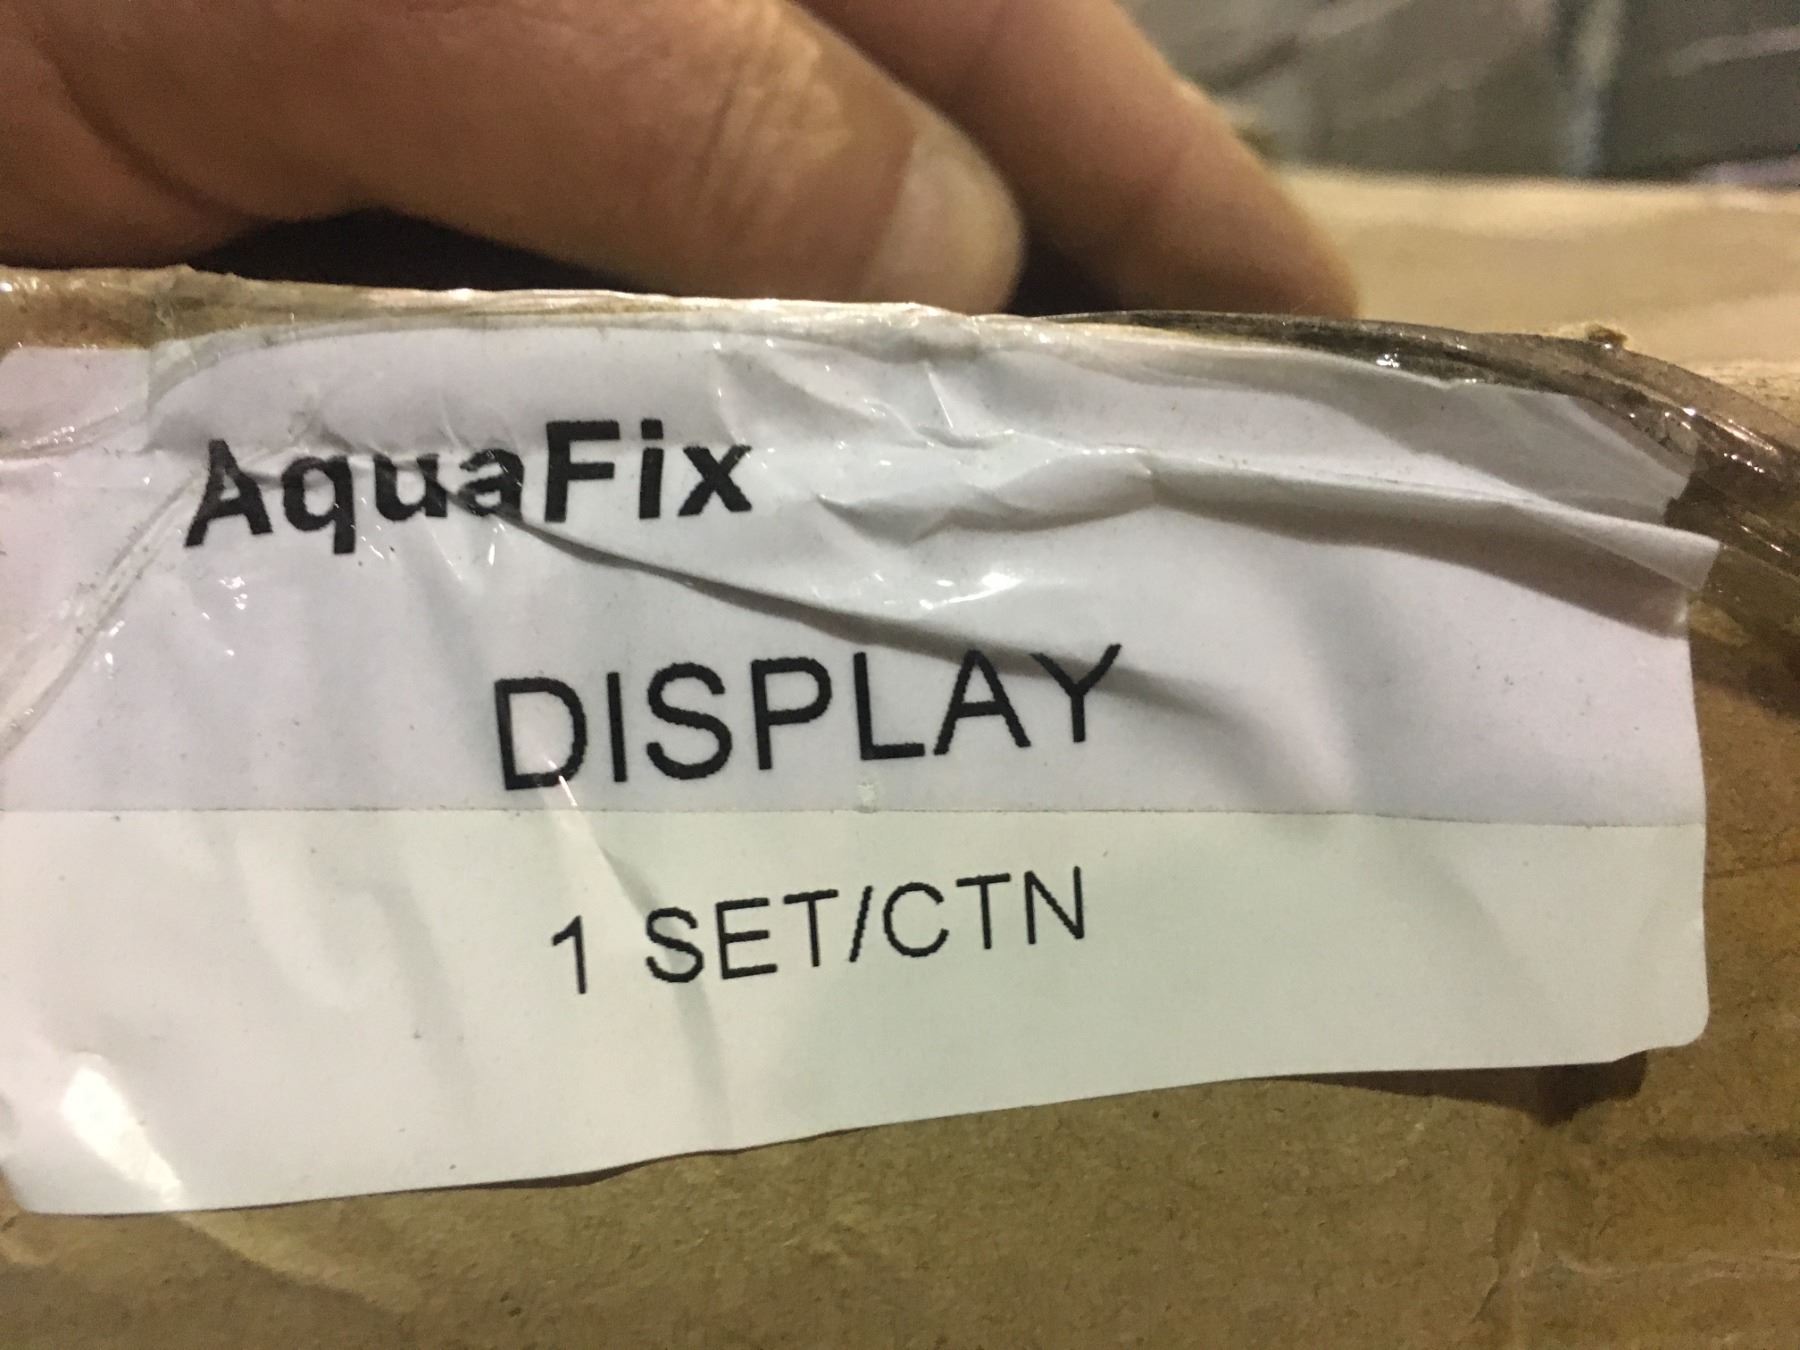 AquaFix
DISPLAY
1 SET/CTN